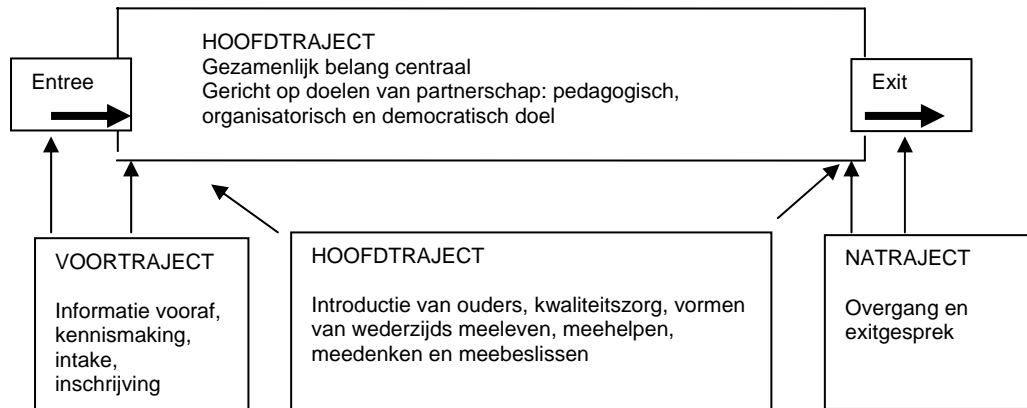 HOOFDTRAJECT
Gezamenlijk belang centraal
Gericht op doelen van partnerschap: pedagogisch,
organisatorisch en democratisch doel
Entree
Exit
VOORTRAJECT
Informatie vooraf,
kennismaking,
intake,
inschrijving
HOOFDTRAJECT
Introductie van ouders, kwaliteitszorg, vormen
van wederzijds meeleven, meehelpen,
meedenken en meebeslissen
NATRAJECT
Overgang en
exitgesprek